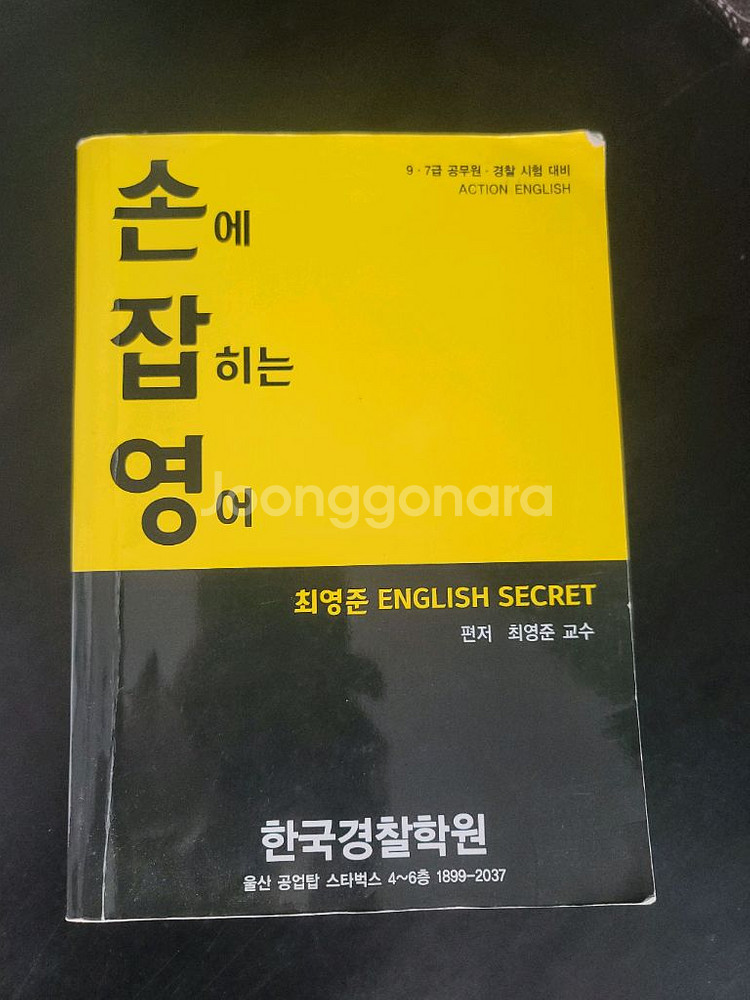 9·7급 공무원·경찰 시험 대비
ACTION ENGLISH
손에
잡히는
영어
Joonggonara
최영준 ENGLISH SECRET
편저 최영준 교수
한국경찰학원
울산 공업탑 스타벅스 4~6층 1899-2037